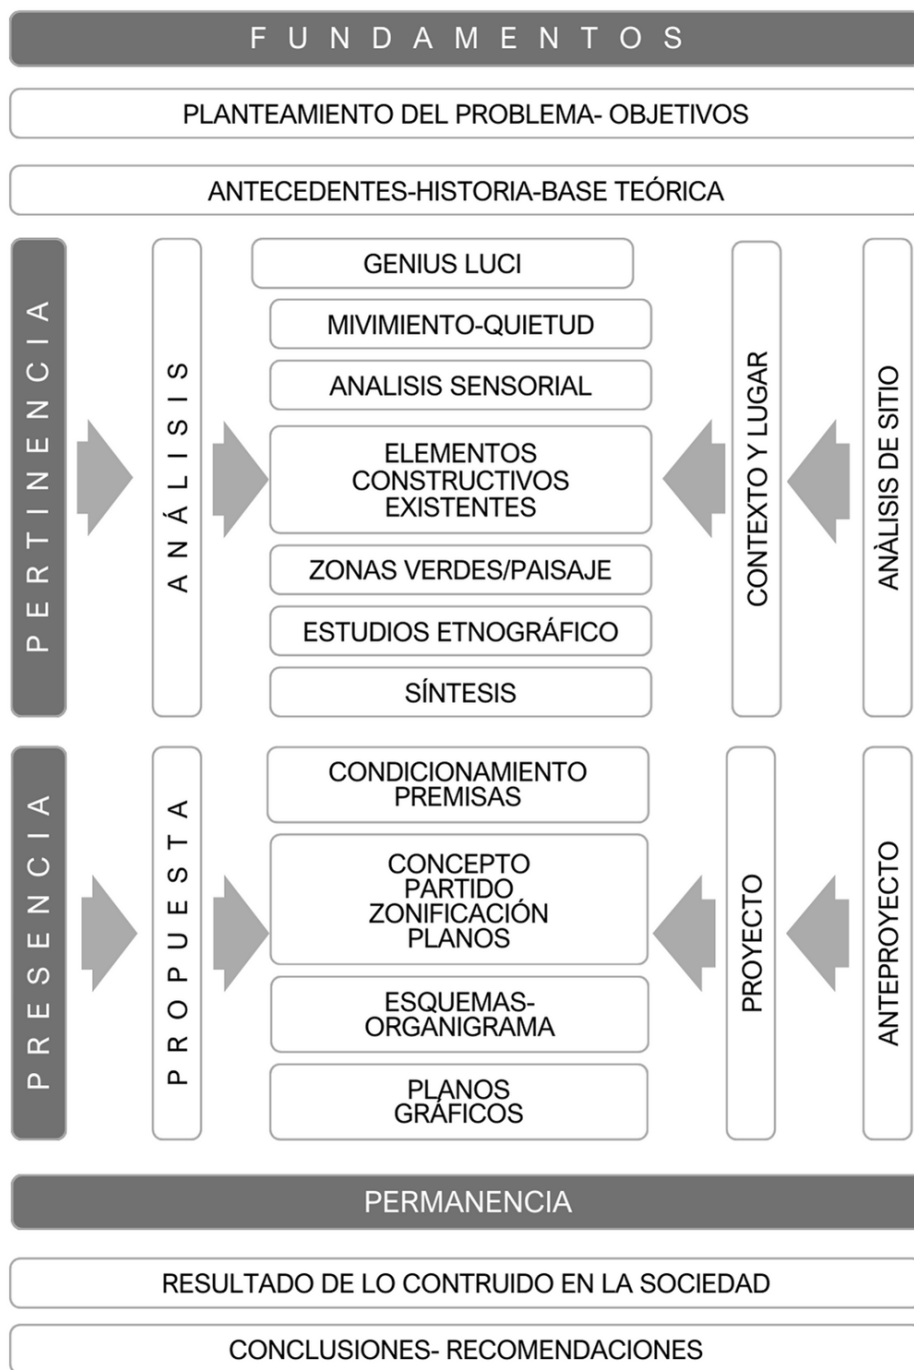 FUNDAMENTOS
PLANTEAMIENTO DEL PROBLEMA- OBJETIVOS
ANTECEDENTES-HISTORIA-BASE TEÓRICA
PERTINENCIA
ANÁLISIS
GENIUS LUCI
MIVIMIENTO-QUIETUD
ANALISIS SENSORIAL
ELEMENTOS
CONSTRUCTIVOS
EXISTENTES
ZONAS VERDES/PAISAJE
ESTUDIOS ETNOGRÁFICO
SÍNTESIS
CONTEXTO Y LUGAR
ANÀLISIS DE SITIO
PRESENCIA
PROPUESTA
CONDICIONAMIENTO
PREMISAS
CONCEPTO
PARTIDO
ZONIFICACIÓN
PLANOS
ESQUEMAS-
ORGANIGRAMA
PLANOS
GRÁFICOS
PROYECTO
ANTEPROYECTO
PERMANENCIA
RESULTADO DE LO CONTRUIDO EN LA SOCIEDAD
CONCLUSIONES- RECOMENDACIONES